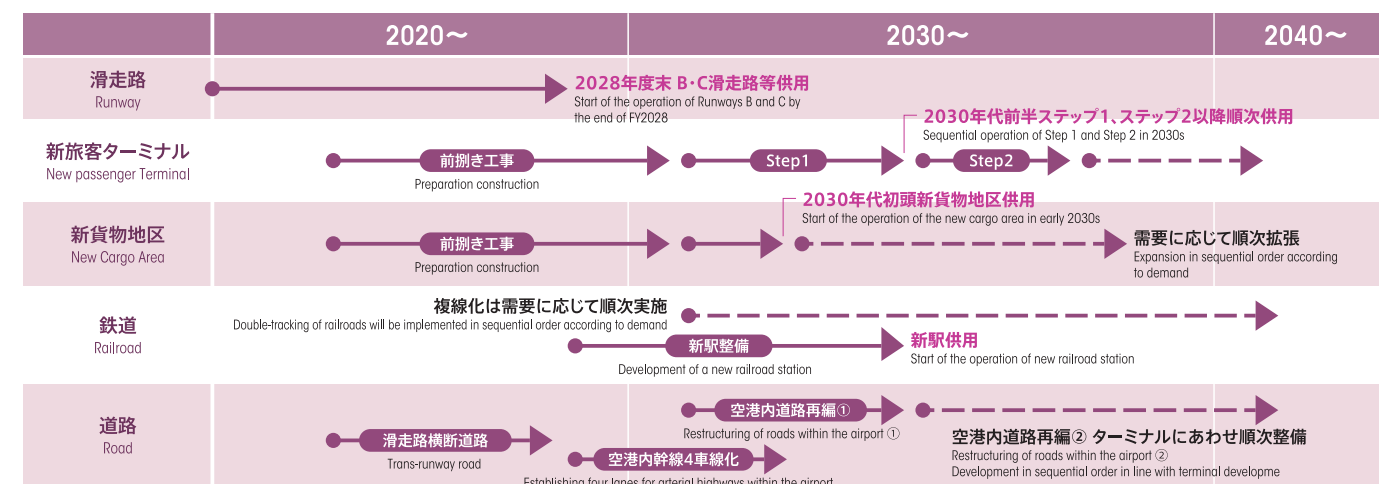 2020～
2030～
2040～
滑走路
Runway
2028年度末 B・C滑走路等供用
Start of the operation of Runways B and C by
the end of FY2028
新旅客ターミナル
New passenger Terminal
前捌き工事
Preparation construction
Step1
2030年代前半ステップ1、ステップ2以降順次供用
Sequential operation of Step 1 and Step 2 in 2030s
Step2
新貨物地区
New Cargo Area
前捌き工事
Preparation construction
2030年代初頭新貨物地区供用
Start of the operation of the new cargo area in early 2030s
需要に応じて順次拡張
Expansion in sequential order according
to demand
鉄道
Railroad
複線化は需要に応じて順次実施
Double-tracking of railroads will be implemented in sequential order according to demand
新駅整備
Development of a new railroad station
新駅供用
Start of the operation of new railroad station
道路
Road
滑走路横断道路
Trans-runway road
空港内道路再編①
Restructuring of roads within the airport ①
空港内幹線4車線化
Establishing four lanes for arterial highways within the airport
空港内道路再編② ターミナルにあわせ順次整備
Restructuring of roads within the airport ②
Development in sequential order in line with terminal developme